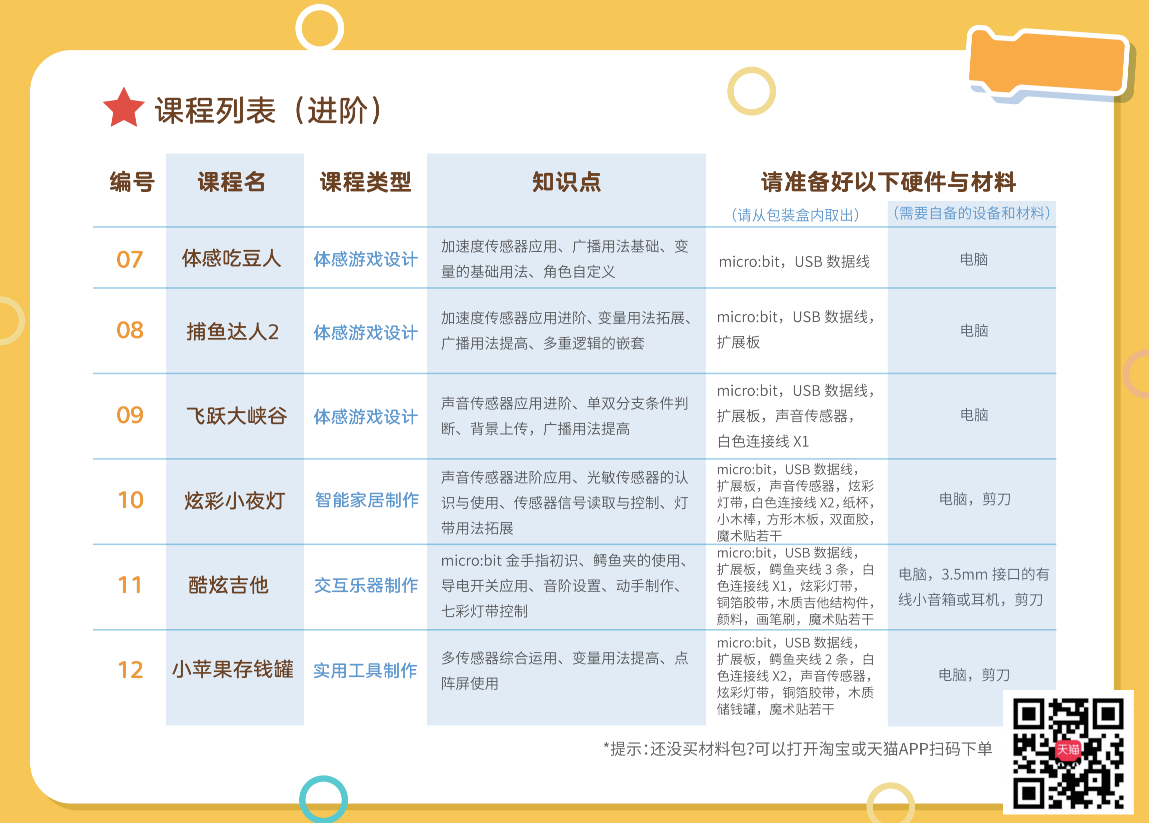 课程列表（进阶）
编号 课程名 课程类型 知识点 请准备好以下硬件与材料
（请从包装盒内取出） （需要自备的设备和材料）
07 体感吃豆人 体感游戏设计
加速度传感器应用、广播用法基础、变
量的基础用法、角色自定义
micro:bit，USB 数据线
电脑
08 捕鱼达人2 体感游戏设计
加速度传感器应用进阶、变量用法拓展、
广播用法提高、多重逻辑的嵌套
micro:bit，USB 数据线，
扩展板
电脑
09 飞跃大峡谷 体感游戏设计
声音传感器应用进阶、单双分支条件判
断、背景上传，广播用法提高
micro:bit，USB 数据线，
扩展板，声音传感器，
白色连接线 X1
电脑
10 炫彩小夜灯 智能家居制作
声音传感器进阶应用、光敏传感器的认
识与使用、传感器信号读取与控制、灯
带用法拓展
micro:bit，USB 数据线，
扩展板，声音传感器，炫彩
灯带，白色连接线 X2，纸杯，
小木棒，方形木板，双面胶，
魔术贴若干
电脑，剪刀
11 酷炫吉他 交互乐器制作
micro:bit 金手指初识、鳄鱼夹的使用、
导电开关应用、音阶设置、动手制作、
七彩灯带控制
micro:bit，USB 数据线，
扩展板，鳄鱼夹线 3 条，白
色连接线 X1，炫彩灯带，
铜箔胶带，木质吉他结构件，
颜料，画笔刷，魔术贴若干
电脑，3.5mm 接口的有
线小音箱或耳机，剪刀
12 小苹果存钱罐 实用工具制作
多传感器综合运用、变量用法提高、点
阵屏使用
micro:bit，USB 数据线，
扩展板，鳄鱼夹线 2 条，白
色连接线 X2，声音传感器，
炫彩灯带，铜箔胶带，木质
储钱罐，魔术贴若干
电脑，剪刀
*提示：还没买材料包?可以打开淘宝或天猫APP扫码下单
天猫